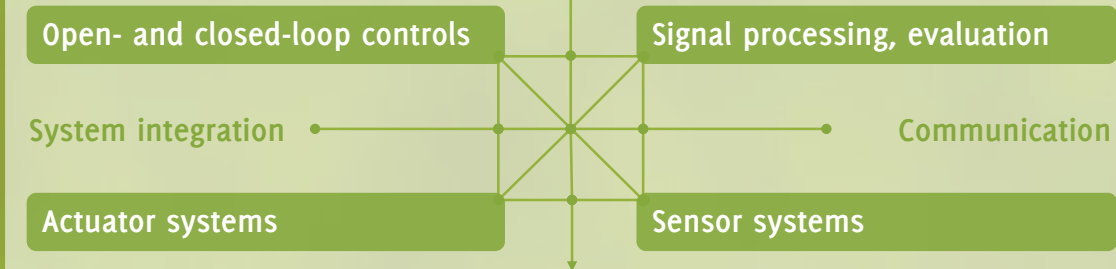 Open- and closed-loop controls
Signal processing, evaluation
System integration
Communication
Actuator systems
Sensor systems